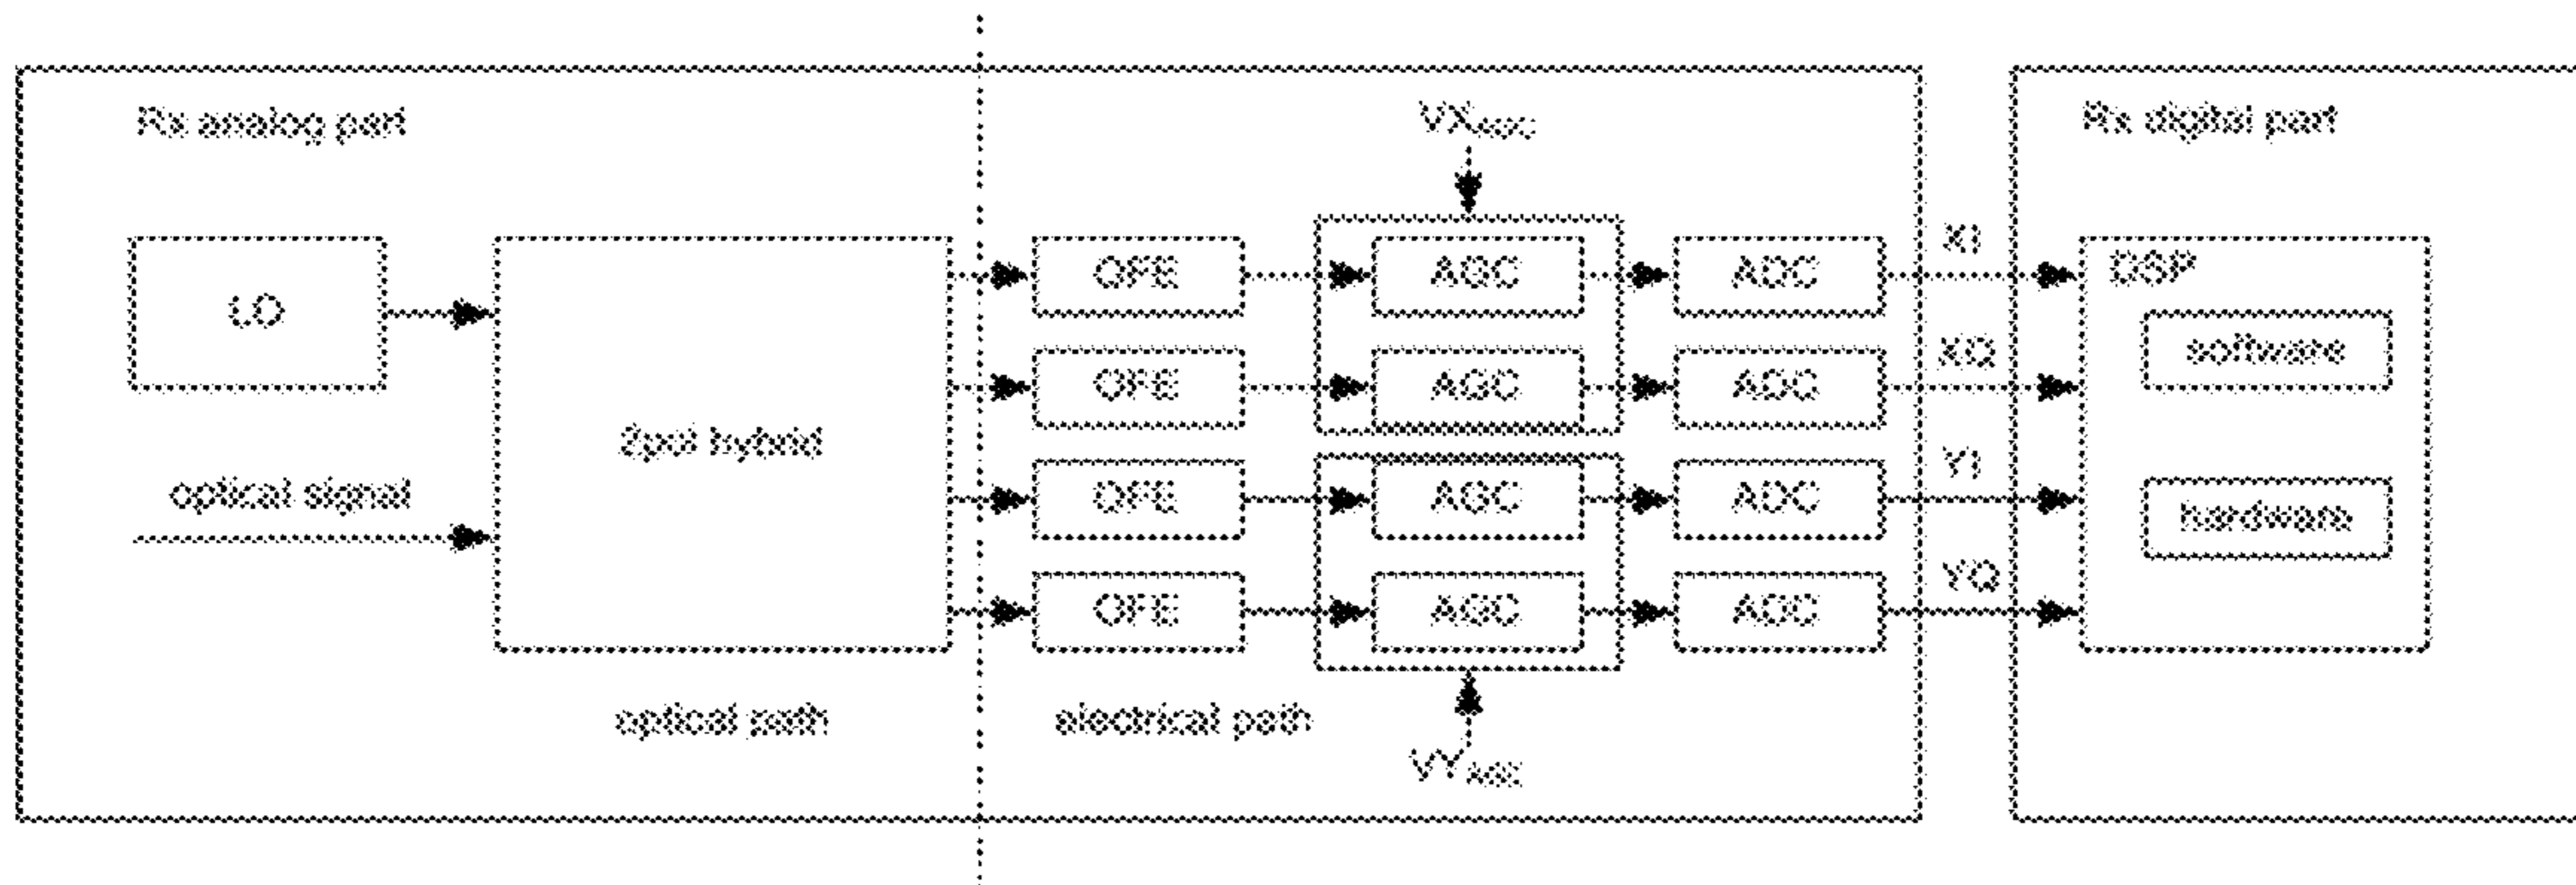 Rx analog part
VXAGC
Rx digital part
LO
optical signal
2pol hybrid
OFE
AGC
ADC
XI
OFE
AGC
ADC
XQ
OFE
AGC
ADC
YI
OFE
AGC
ADC
YQ
DSP
software
hardware
optical path
electrical path
VYAGC